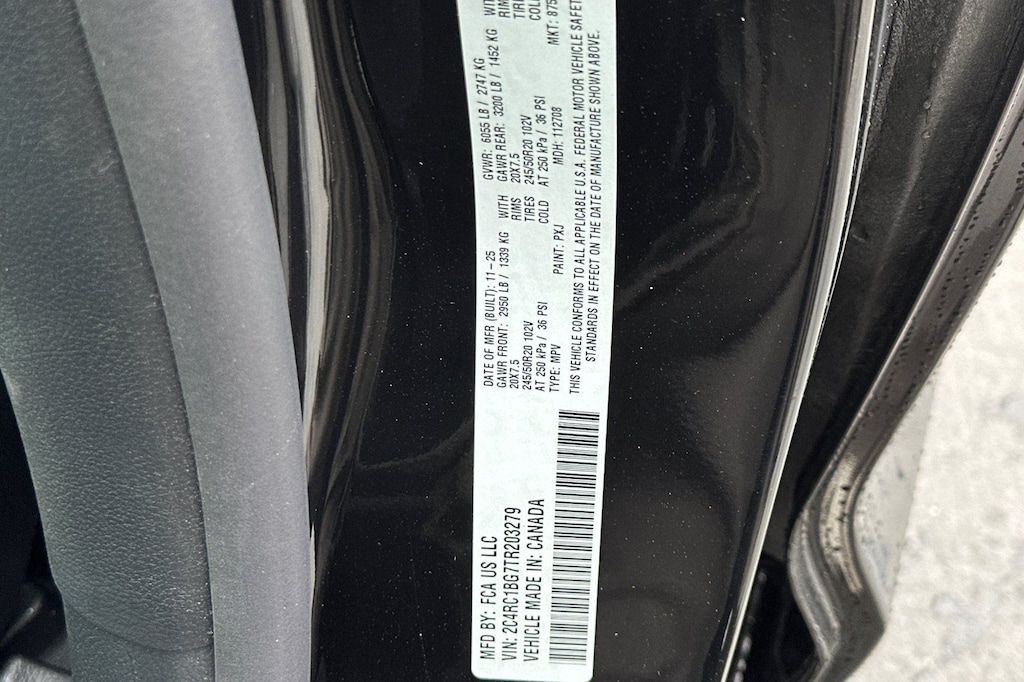 MFD BY: FCA US LLC
VIN: 2C4RC1BG7TR203279
VEHICLE MADE IN: CANADA
DATE OF MFR (BUILT): 11-25 GVWR: 6055 LB / 2747 KG
GAWR FRONT: 2950 LB / 1339 KG WITH GAWR REAR: 3200 LB / 1452 KG
20X7.5 RIMS 20X7.5
245/50R20 102V TIRES 245/50R20 102V
AT 250 kPa / 36 PSI COLD AT 250 kPa / 36 PSI COLD
TYPE: MPV PAINT: PXJ MDH: 112708 MKT:
THIS VEHICLE CONFORMS TO ALL APPLICABLE U.S.A. FEDERAL MOTOR VEHICLE
STANDARDS IN EFFECT ON THE DATE OF MANUFACTURE SHOWN ABOVE.